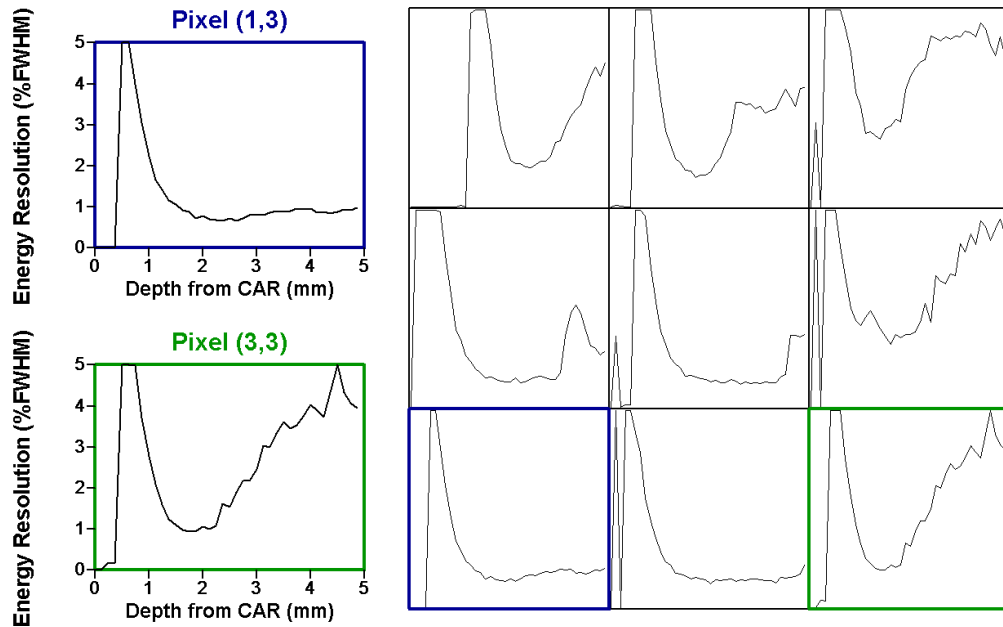 Pixel (1,3)
Energy Resolution (%FWHM)
5
4
3
2
1
0
0 1 2 3 4 5
Depth from CAR (mm)
Pixel (3,3)
Energy Resolution (%FWHM)
5
4
3
2
1
0
0 1 2 3 4 5
Depth from CAR (mm)